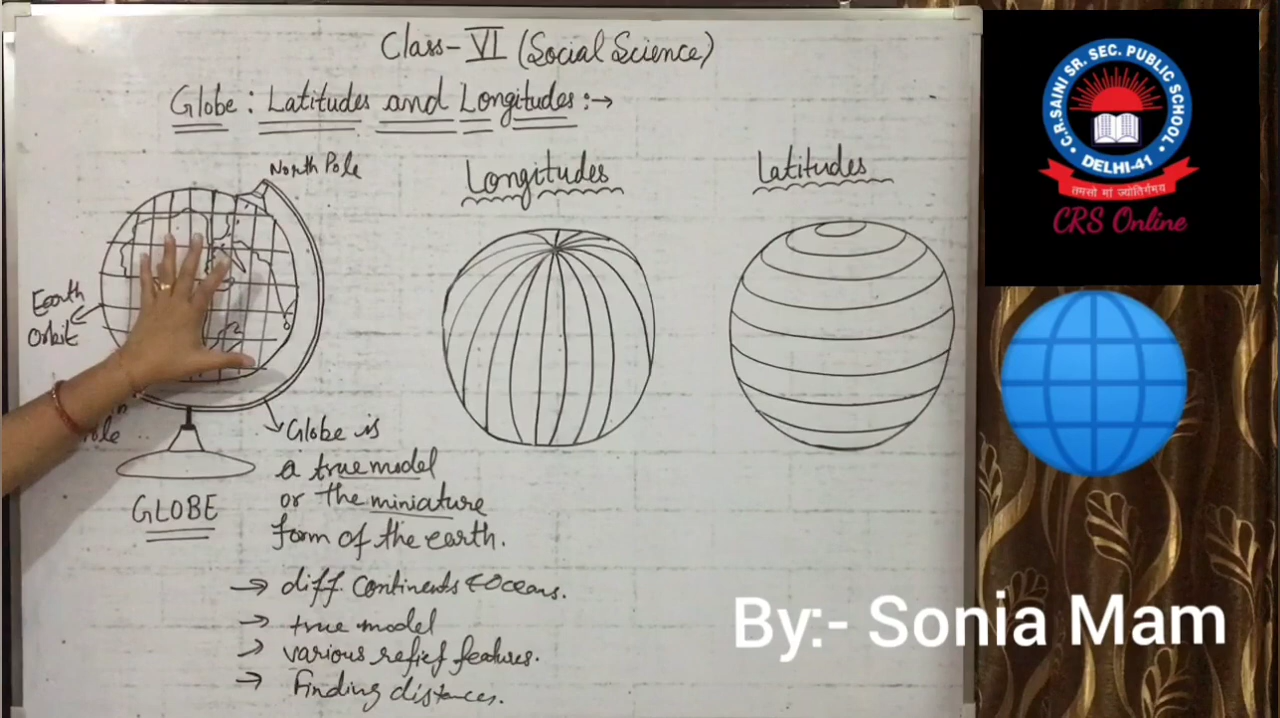 Class-VI (Social Science)
Globe: Latitudes and Longitudes:→
North Pole
Longitudes
Latitudes
Earth
orbit
Globe is
a true model
or the miniature
form of the earth.
GLOBE
→ diff. continents & Oceans.
→ true model
→ various relief features.
→ Finding distances.
C.R.SAINI SR. SEC. PUBLIC SCHOOL
DELHI-41
तमसो मां ज्योतिर्गमय
CRS Online
By:- Sonia Mam